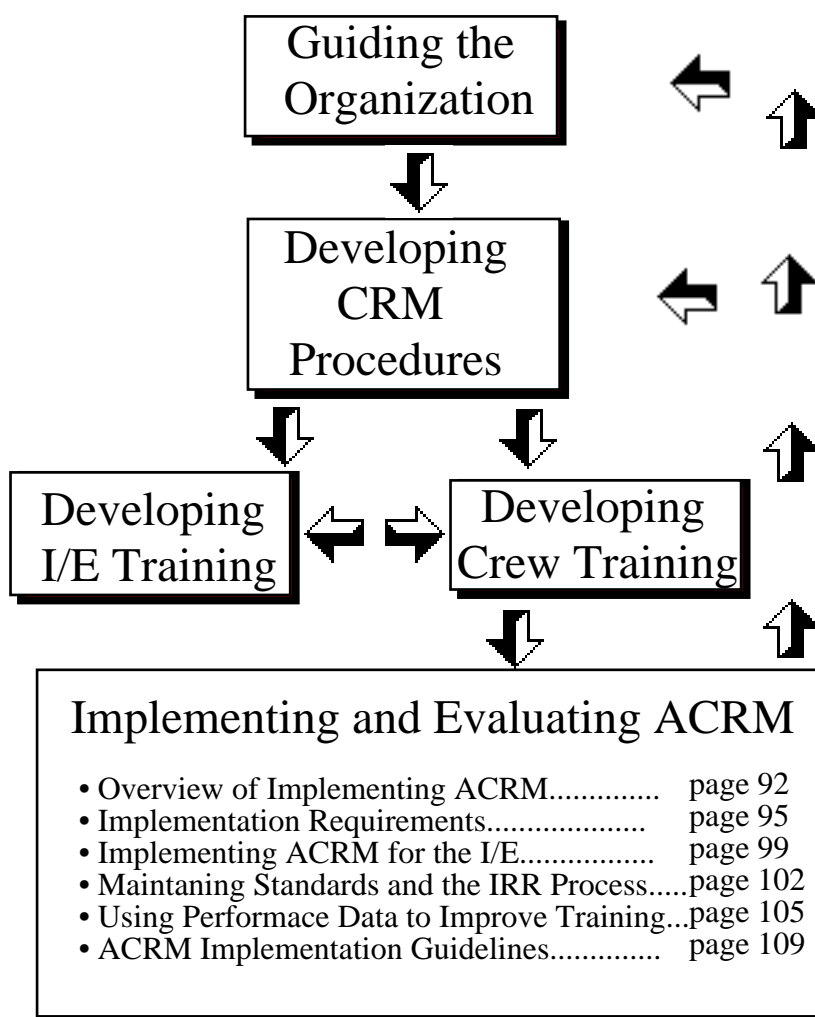 Guiding the
Organization
Developing
CRM
Procedures
Developing
I/E Training
Developing
Crew Training
Implementing and Evaluating ACRM
• Overview of Implementing ACRM.............. page 92
• Implementation Requirements..................... page 95
• Implementing ACRM for the I/E................. page 99
• Maintaning Standards and the IRR Process.....page 102
• Using Performace Data to Improve Training...page 105
• ACRM Implementation Guidelines.............. page 109